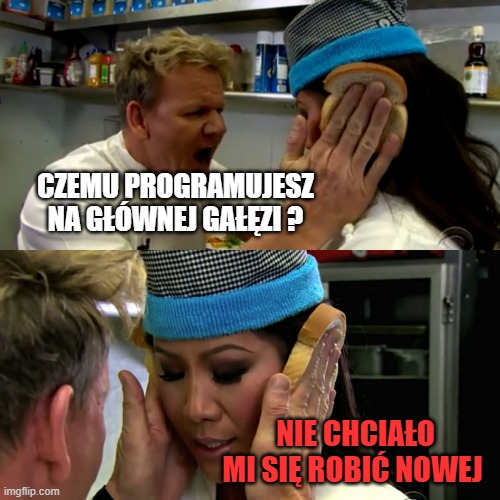 CZEMU PROGRAMUJESZ
NA GŁÓWNEJ GAŁĘZI ?
NIE CHCIAŁO
MI SIĘ ROBIĆ NOWEJ
imgflip.com